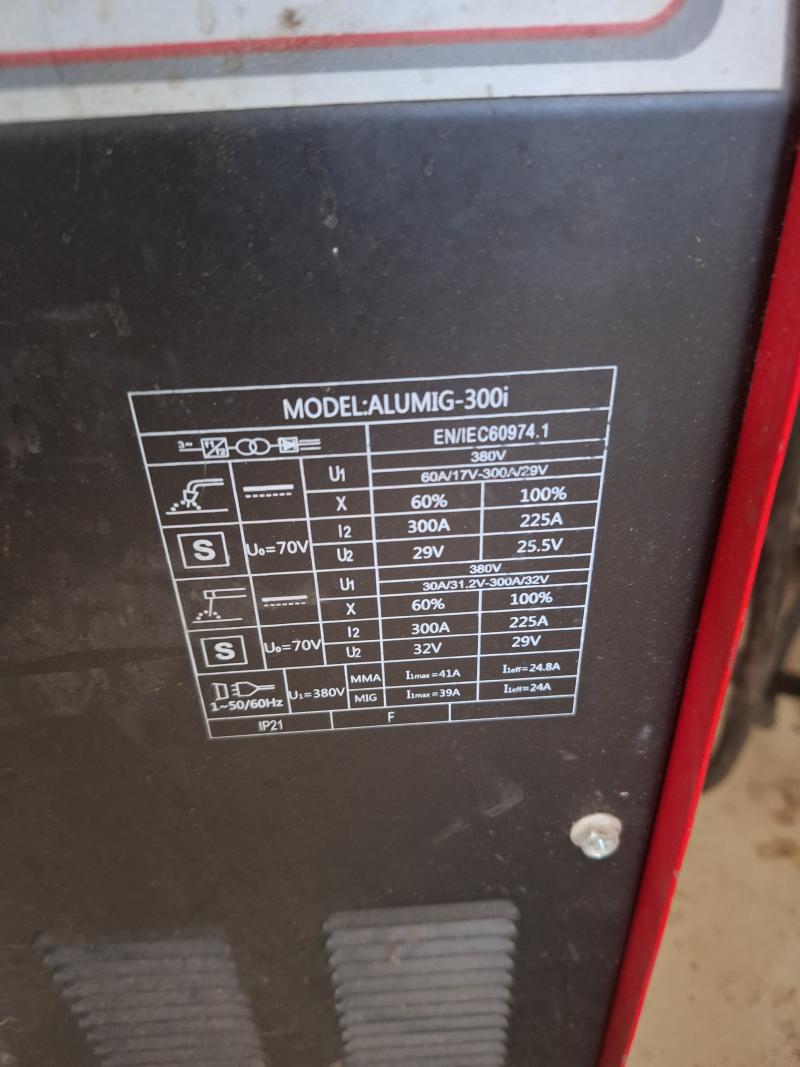 MODEL:ALUMIG-300i
3~ f1 f2 EN/IEC60974.1
U1 380V
60A/17V-300A/29V
X 60% 100%
S U0=70V I2 300A 225A
U2 29V 25.5V
U1 380V
30A/31.2V-300A/32V
X 60% 100%
S U0=70V I2 300A 225A
U2 32V 29V
1~50/60Hz U1=380V MMA I1max=41A I1eff=24.8A
MIG I1max=39A I1eff=24A
IP21 F